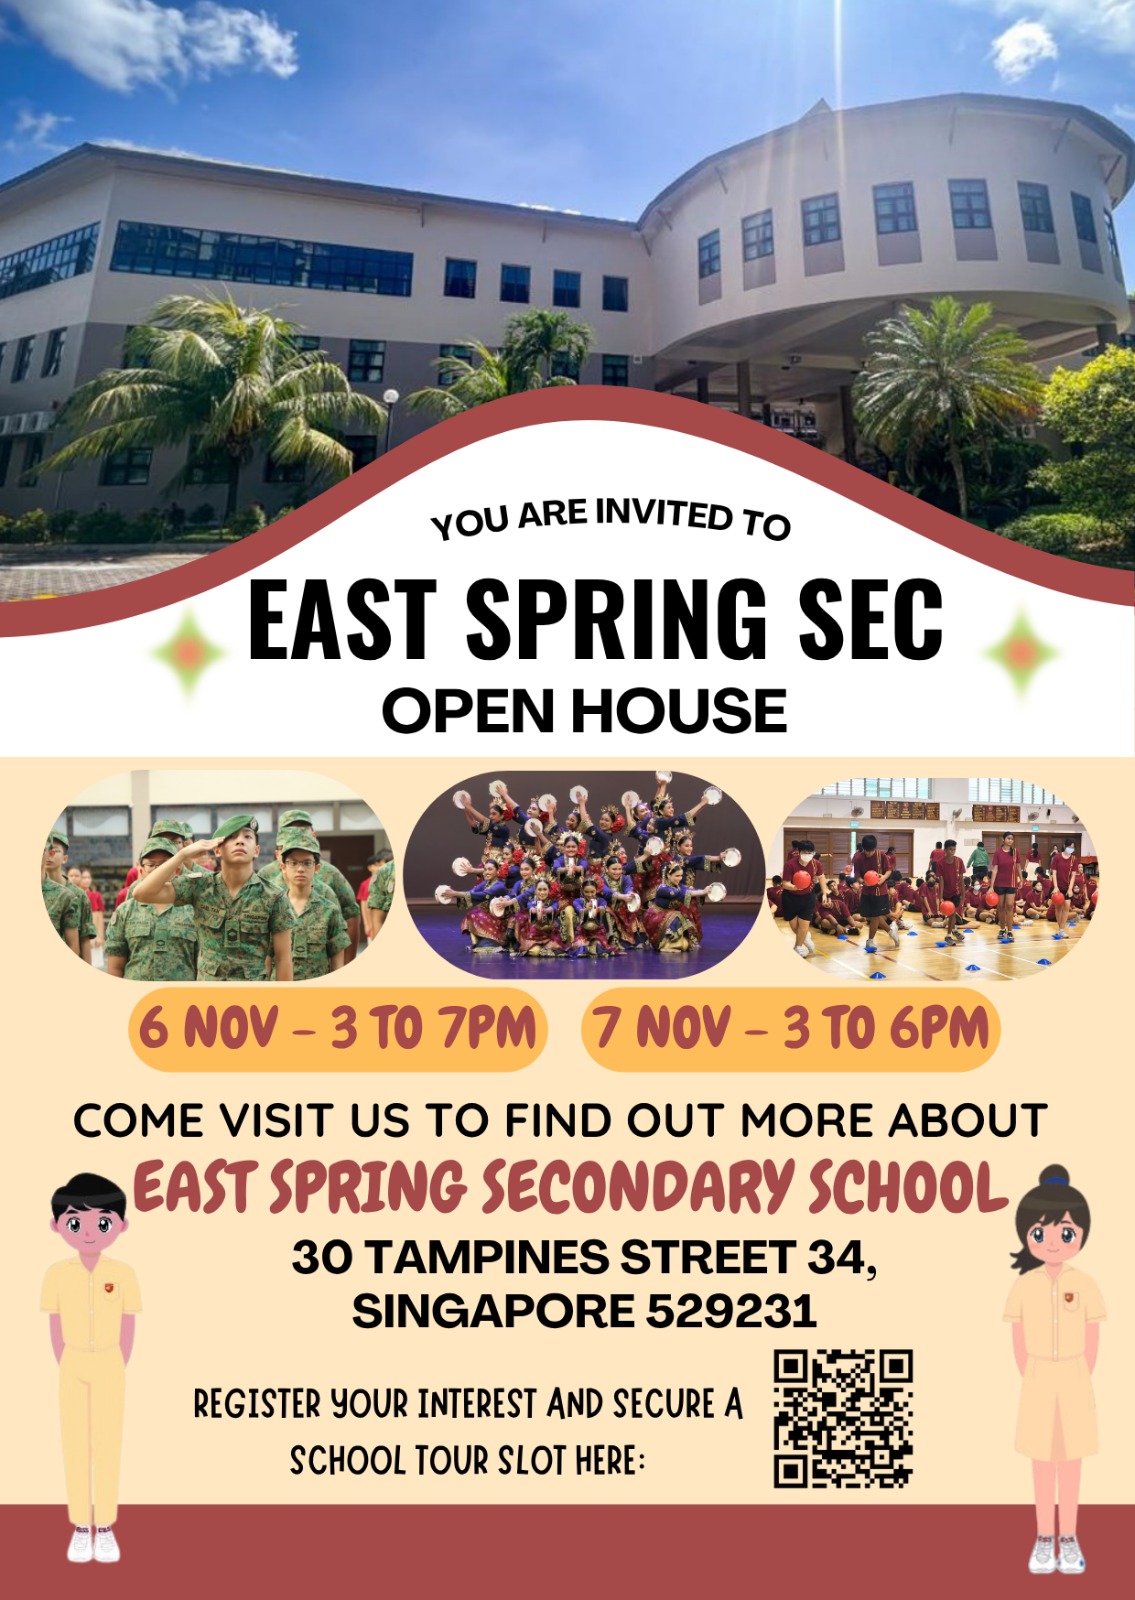 YOU ARE INVITED TO
EAST SPRING SEC
OPEN HOUSE
6 NOV - 3 TO 7PM
7 NOV - 3 TO 6PM
COME VISIT US TO FIND OUT MORE ABOUT
EAST SPRING SECONDARY SCHOOL
30 TAMPINES STREET 34,
SINGAPORE 529231
REGISTER YOUR INTEREST AND SECURE A
SCHOOL TOUR SLOT HERE: